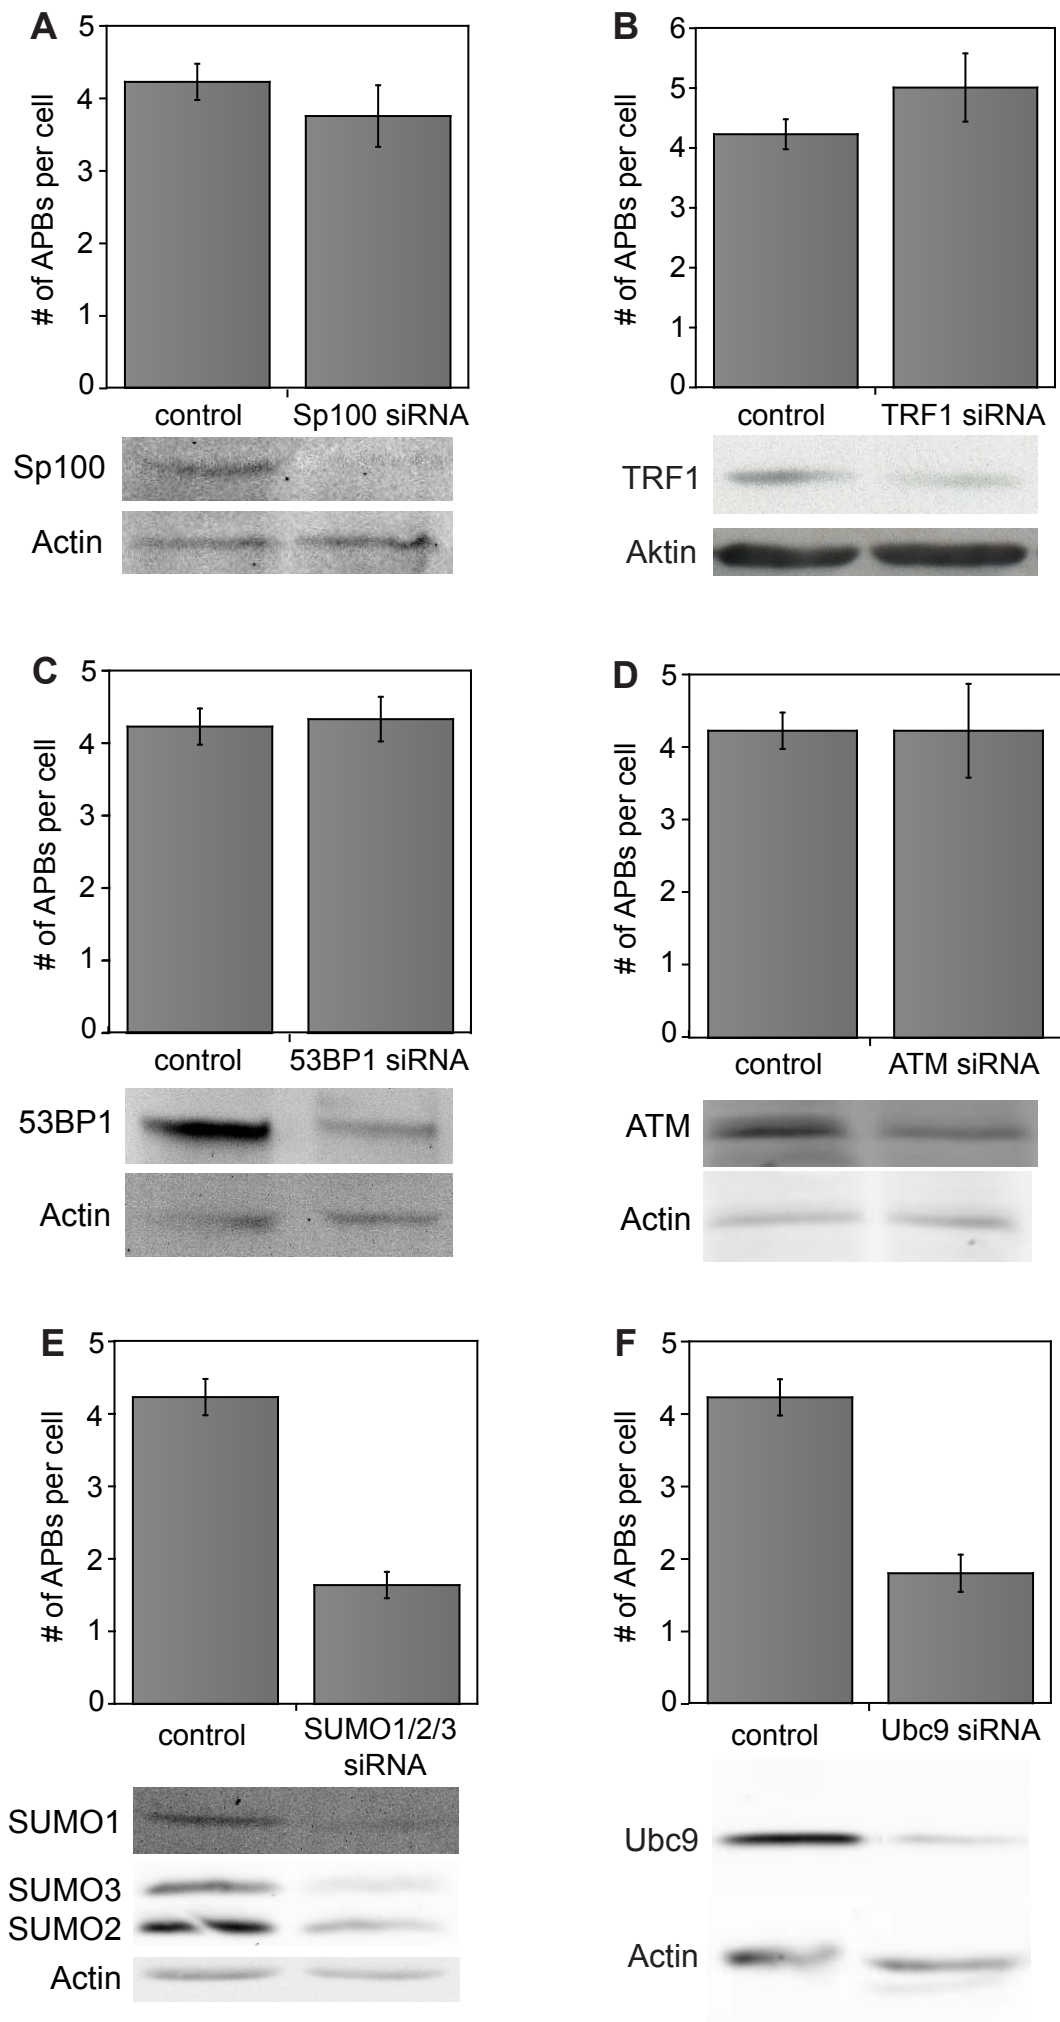 A
# of APBs per cell
5
4
3
2
1
0
control
Sp100 siRNA
Sp100
Actin
B
# of APBs per cell
6
5
4
3
2
1
0
control
TRF1 siRNA
TRF1
Aktin
C
# of APBs per cell
5
4
3
2
1
0
control
53BP1 siRNA
53BP1
Actin
D
# of APBs per cell
5
4
3
2
1
0
control
ATM siRNA
ATM
Actin
E
# of APBs per cell
5
4
3
2
1
0
control
SUMO1/2/3
siRNA
SUMO1
SUMO3
SUMO2
Actin
F
# of APBs per cell
5
4
3
2
1
0
control
Ubc9 siRNA
Ubc9
Actin